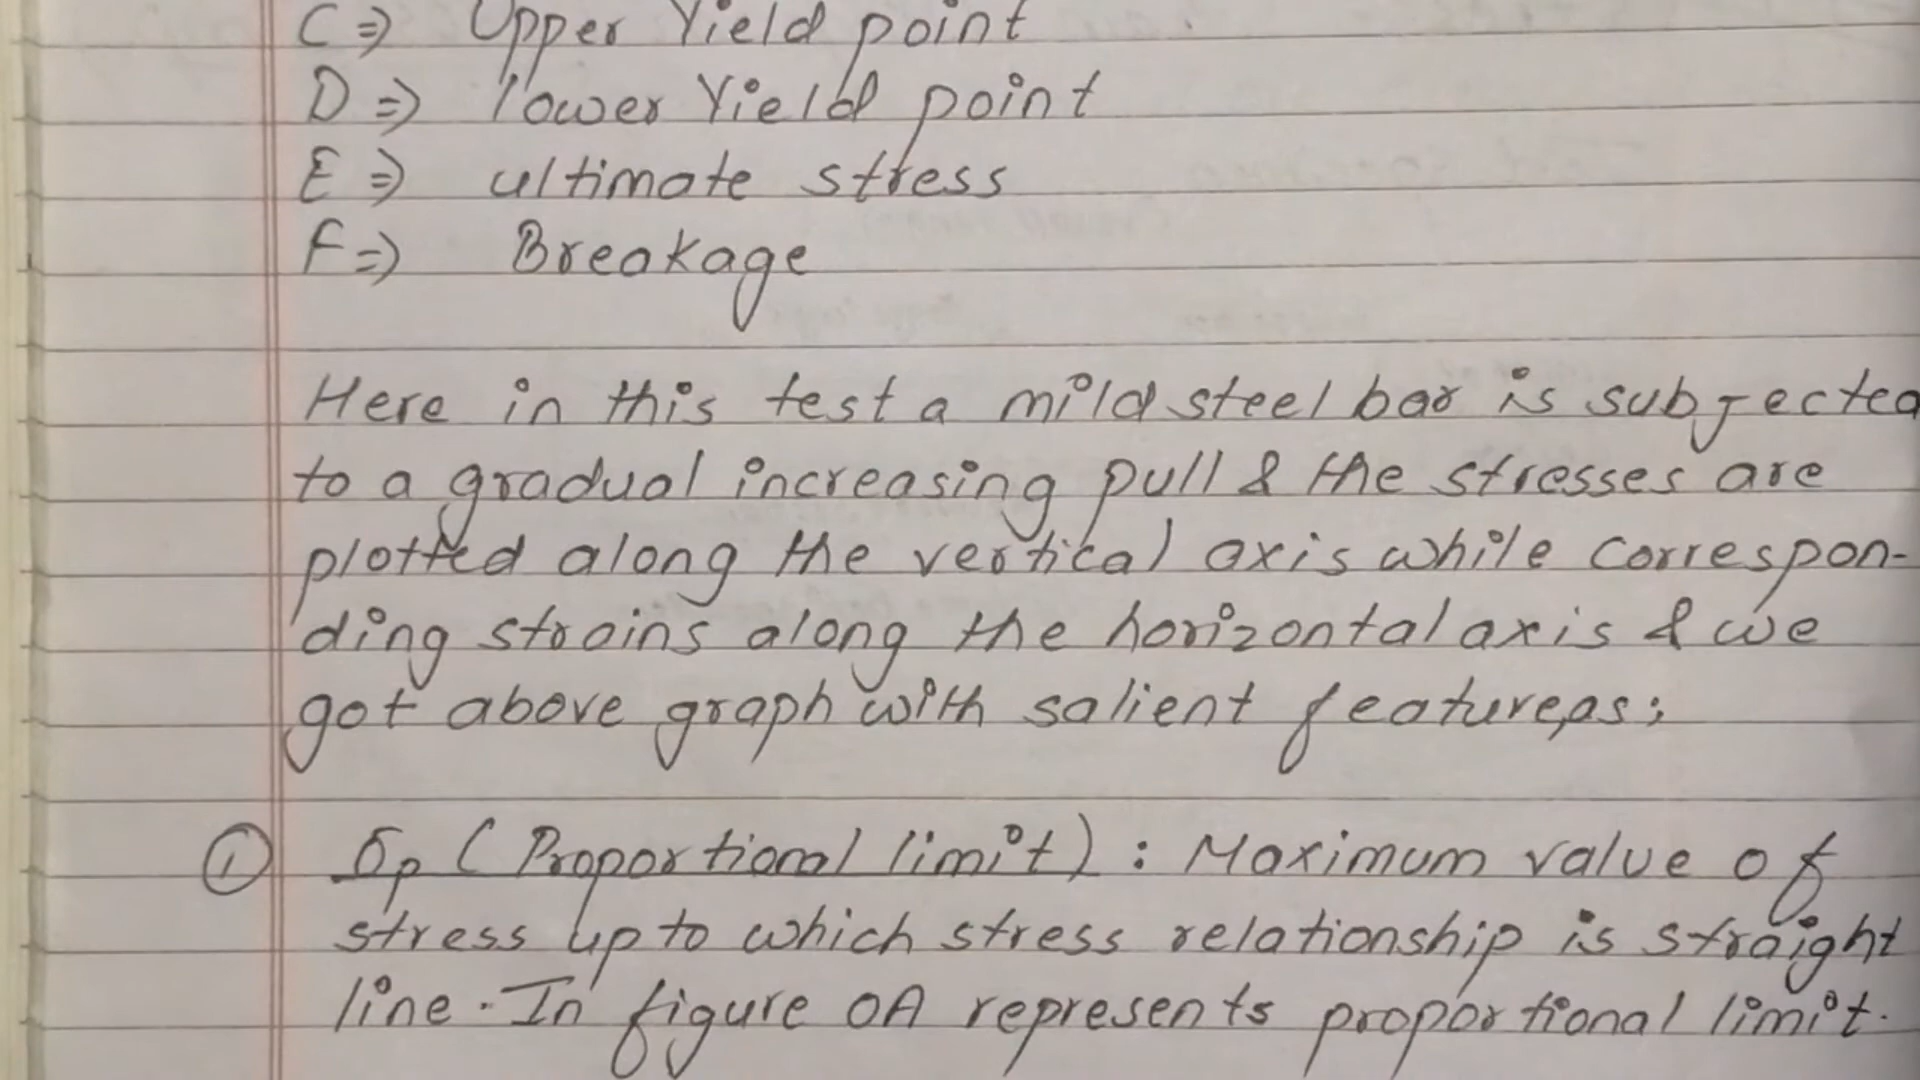 C => Upper Yield point
D => lower Yield point
E => ultimate stress
F => Breakage
Here in this test a mild steel bar is subjected
to a gradual increasing pull & the stresses are
plotted along the vertical axis while correspon-
ding strains along the horizontal axis & we
got above graph with salient features:
① σp (Proportional limit) : Maximum value of
stress up to which stress relationship is straight
line. In figure OA represents proportional limit.